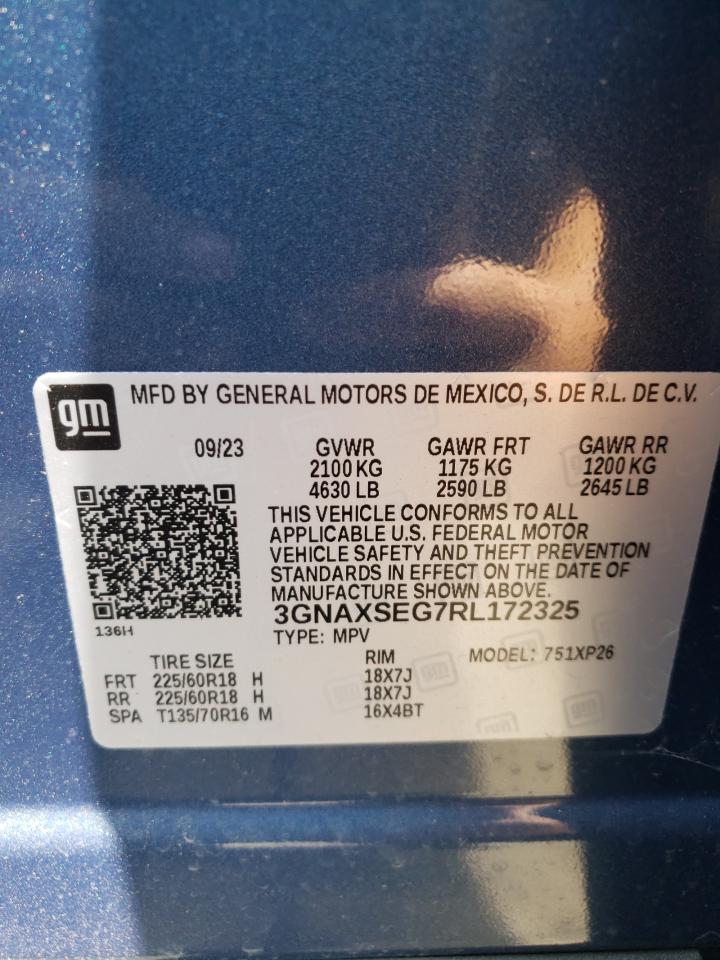 gm
MFD BY GENERAL MOTORS DE MEXICO, S. DE R.L. DE C.V.
09/23 GVWR GAWR FRT GAWR RR
2100 KG 1175 KG 1200 KG
4630 LB 2590 LB 2645 LB
THIS VEHICLE CONFORMS TO ALL
APPLICABLE U.S. FEDERAL MOTOR
VEHICLE SAFETY AND THEFT PREVENTION
STANDARDS IN EFFECT ON THE DATE OF
MANUFACTURE SHOWN ABOVE.
3GNAXSEG7RL172325
136H
TYPE: MPV MODEL: 751XP26
TIRE SIZE RIM
FRT 225/60R18 H 18X7J
RR 225/60R18 H 18X7J
SPA T135/70R16 M 16X4BT